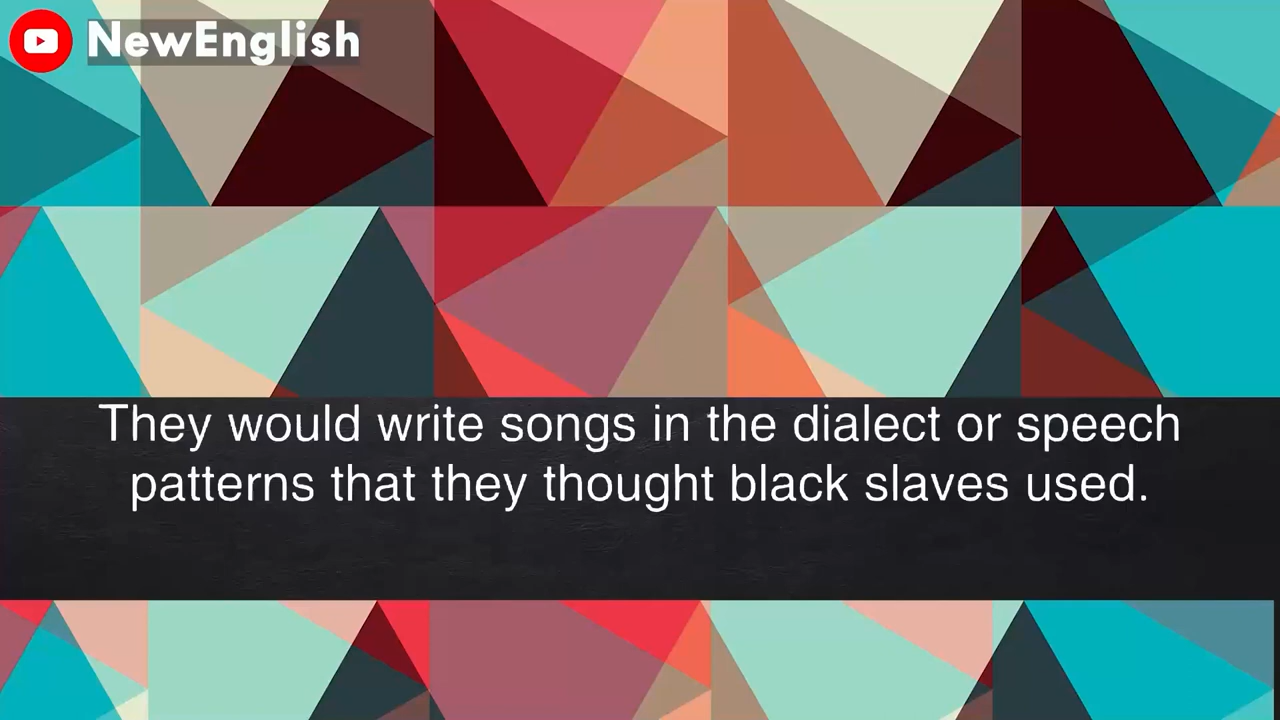 NewEnglish
They would write songs in the dialect or speech
patterns that they thought black slaves used.